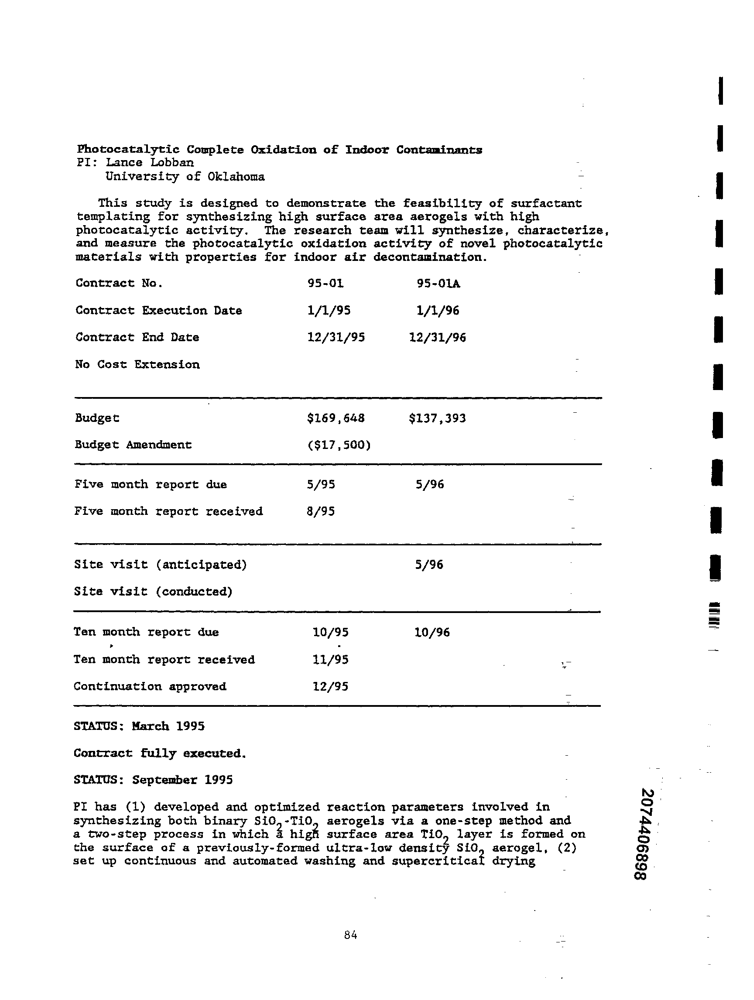 Photocatalytic Complete Oxidation of Indoor Contaminants
PI: Lance Lobban
University of Oklahoma
This study is designed to demonstrate the feasibility of surfactant
templating for synthesizing high surface area aerogels with high
photocatalytic activity. The research team will synthesize, characterize,
and measure the photocatalytic oxidation activity of novel photocatalytic
materials with properties for indoor air decontamination.
Contract No. 95-01 95-01A
Contract Execution Date 1/1/95 1/1/96
Contract End Date 12/31/95 12/31/96
No Cost Extension
Budget $169,648 $137,393
Budget Amendment ($17,500)
Five month report due 5/95 5/96
Five month report received 8/95
Site visit (anticipated) 5/96
Site visit (conducted)
Ten month report due 10/95 10/96
Ten month report received 11/95
Continuation approved 12/95
STATUS: March 1995
Contract fully executed.
STATUS: September 1995
PI has (1) developed and optimized reaction parameters involved in
synthesizing both binary SiO2-TiO2 aerogels via a one-step method and
a two-step process in which a high surface area TiO2 layer is formed on
the surface of a previously-formed ultra-low density SiO2 aerogel, (2)
set up continuous and automated washing and supercritical drying
84
2074406898